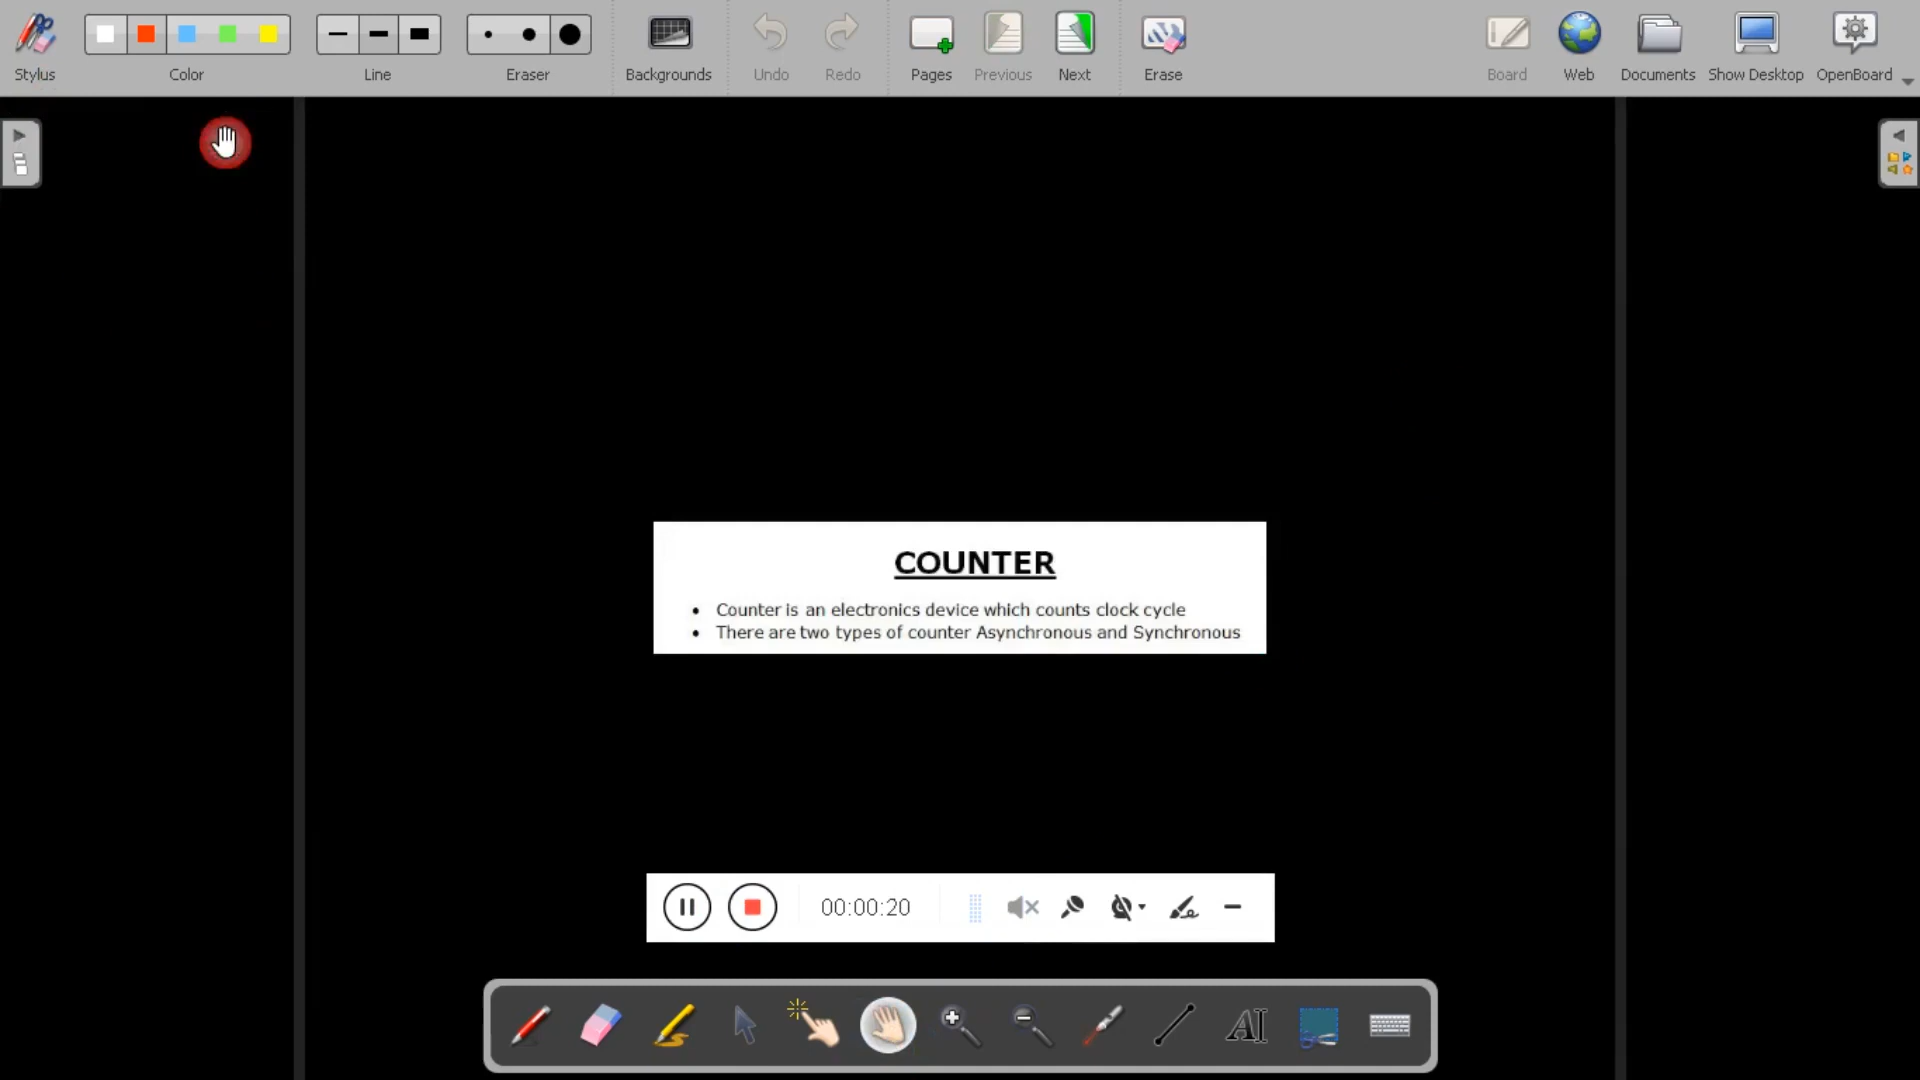 Stylus
Color
Line
Eraser
Backgrounds
Undo
Redo
Pages
Previous
Next
Erase
Board
Web
Documents
Show Desktop
OpenBoard
COUNTER
• Counter is an electronics device which counts clock cycle
• There are two types of counter Asynchronous and Synchronous
00:00:20
AI